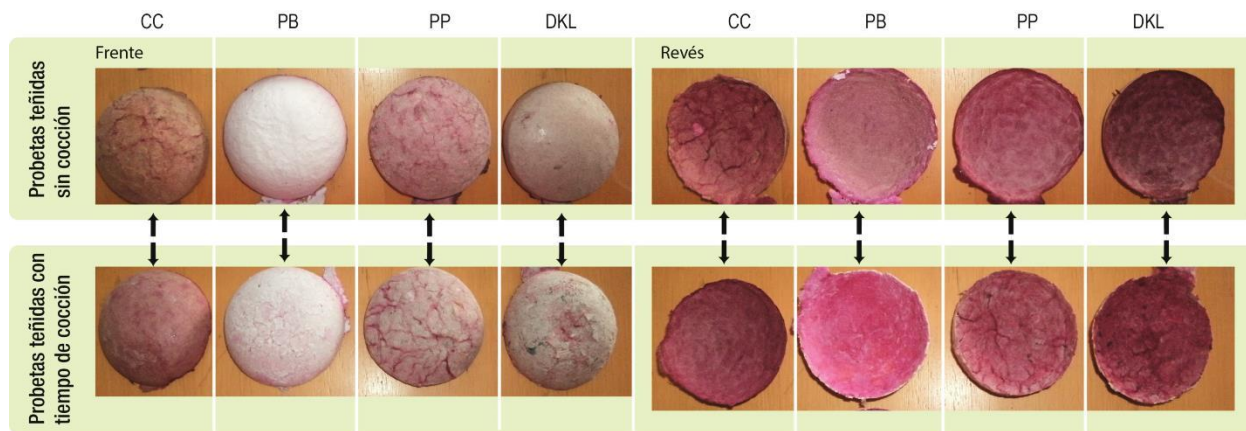 CC PB PP DKL CC PB PP DKL
Frente Revés
Probetas teñidas
sin cocción
Probetas teñidas con
tiempo de cocción